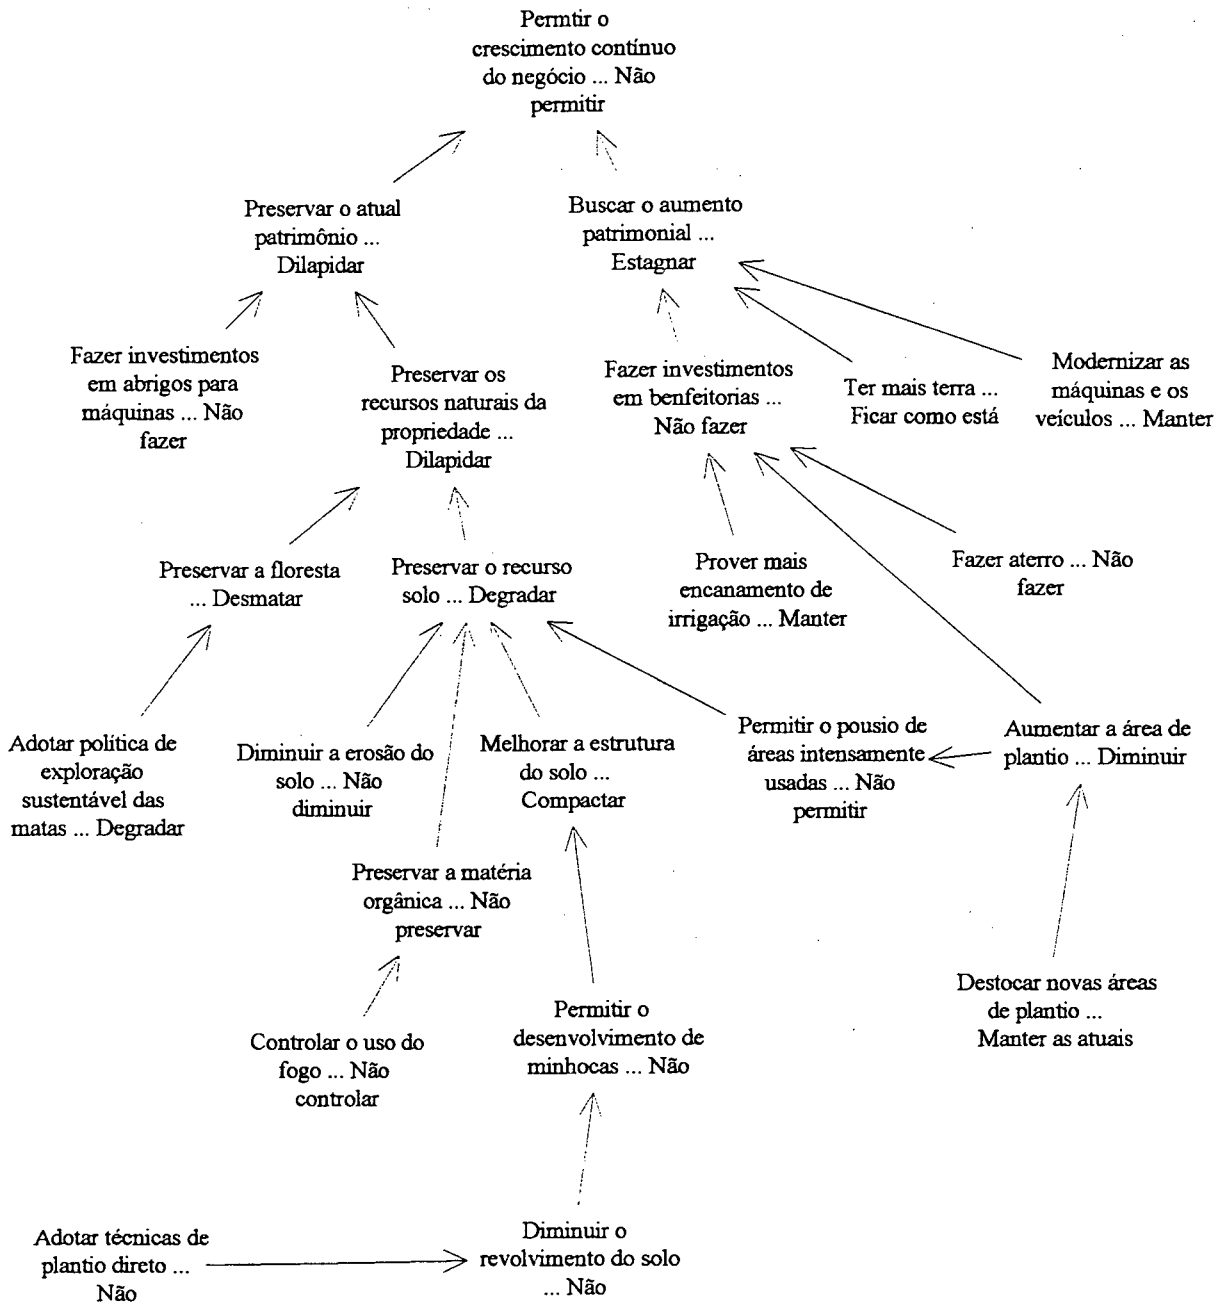 Permtir o
crescimento contínuo
do negócio ... Não
permitir
Preservar o atual
patrimônio ...
Dilapidar
Buscar o aumento
patrimonial ...
Estagnar
Fazer investimentos
em abrigos para
máquinas ... Não
fazer
Preservar os
recursos naturais da
propriedade ...
Dilapidar
Fazer investimentos
em benfeitorias ...
Não fazer
Ter mais terra ...
Ficar como está
Modernizar as
máquinas e os
veículos ... Manter
Preservar a floresta
... Desmatar
Preservar o recurso
solo ... Degradar
Prover mais
encanamento de
irrigação ... Manter
Fazer aterro ... Não
fazer
Adotar política de
exploração
sustentável das
matas ... Degradar
Diminuir a erosão do
solo ... Não
diminuir
Melhorar a estrutura
do solo ...
Compactar
Permitir o pousio de
áreas intensamente
usadas ... Não
permitir
Aumentar a área de
plantio ... Diminuir
Preservar a matéria
orgânica ... Não
preservar
Controlar o uso do
fogo ... Não
controlar
Permitir o
desenvolvimento de
minhocas ... Não
Destocar novas áreas
de plantio ...
Manter as atuais
Adotar técnicas de
plantio direto ...
Não
Diminuir o
revolvimento do solo
... Não